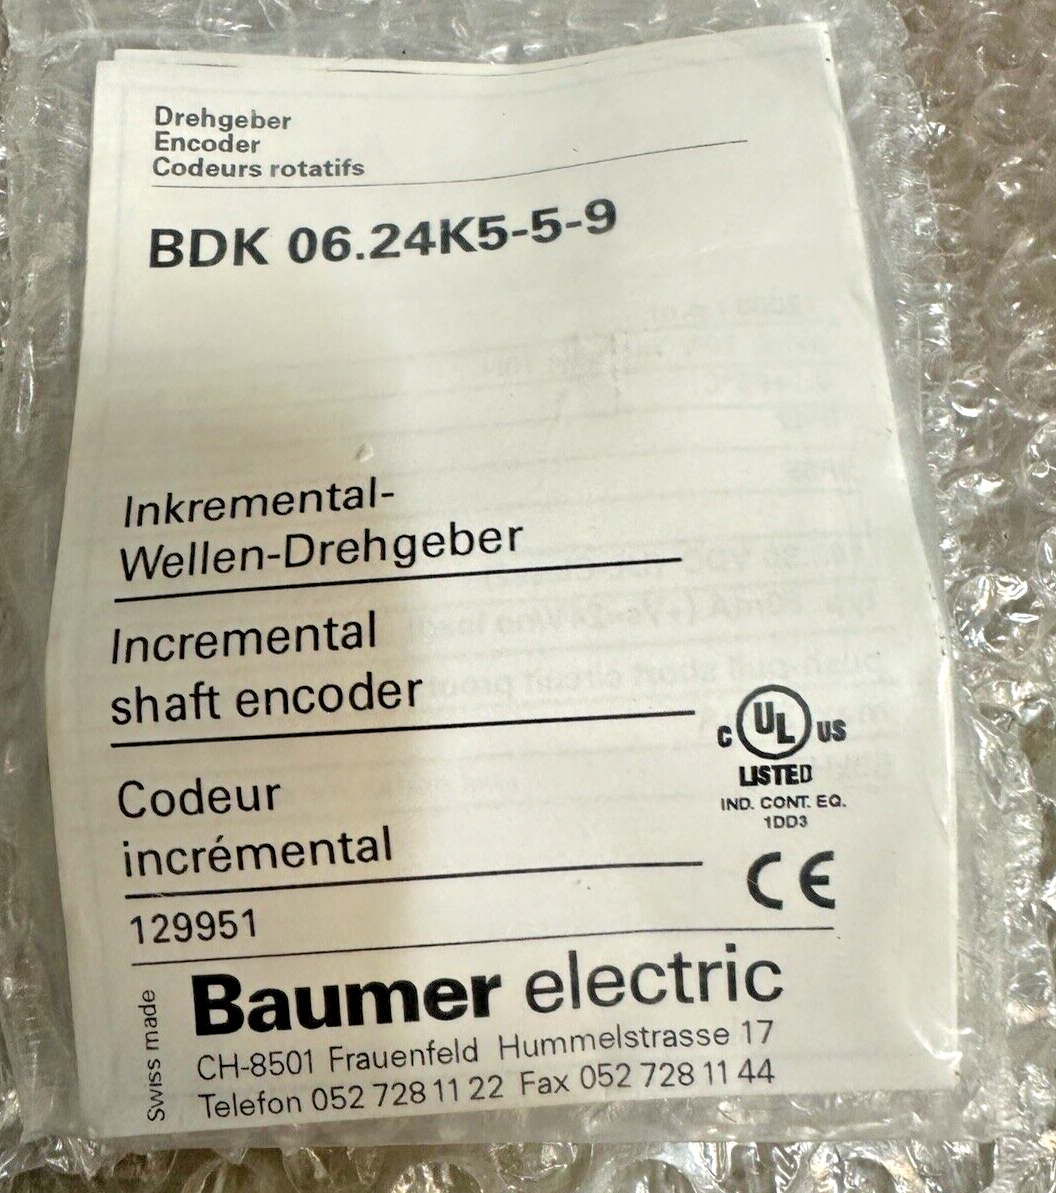 Drehgeber
Encoder
Codeurs rotatifs
BDK 06.24K5-5-9
Inkremental-
Wellen-Drehgeber
Incremental
shaft encoder
Codeur
incrémental
C UL US
LISTED
IND. CONT. EQ.
1DD3
CE
129951
Swiss made
Baumer electric
CH-8501 Frauenfeld Hummelstrasse 17
Telefon 052 728 11 22 Fax 052 728 11 44